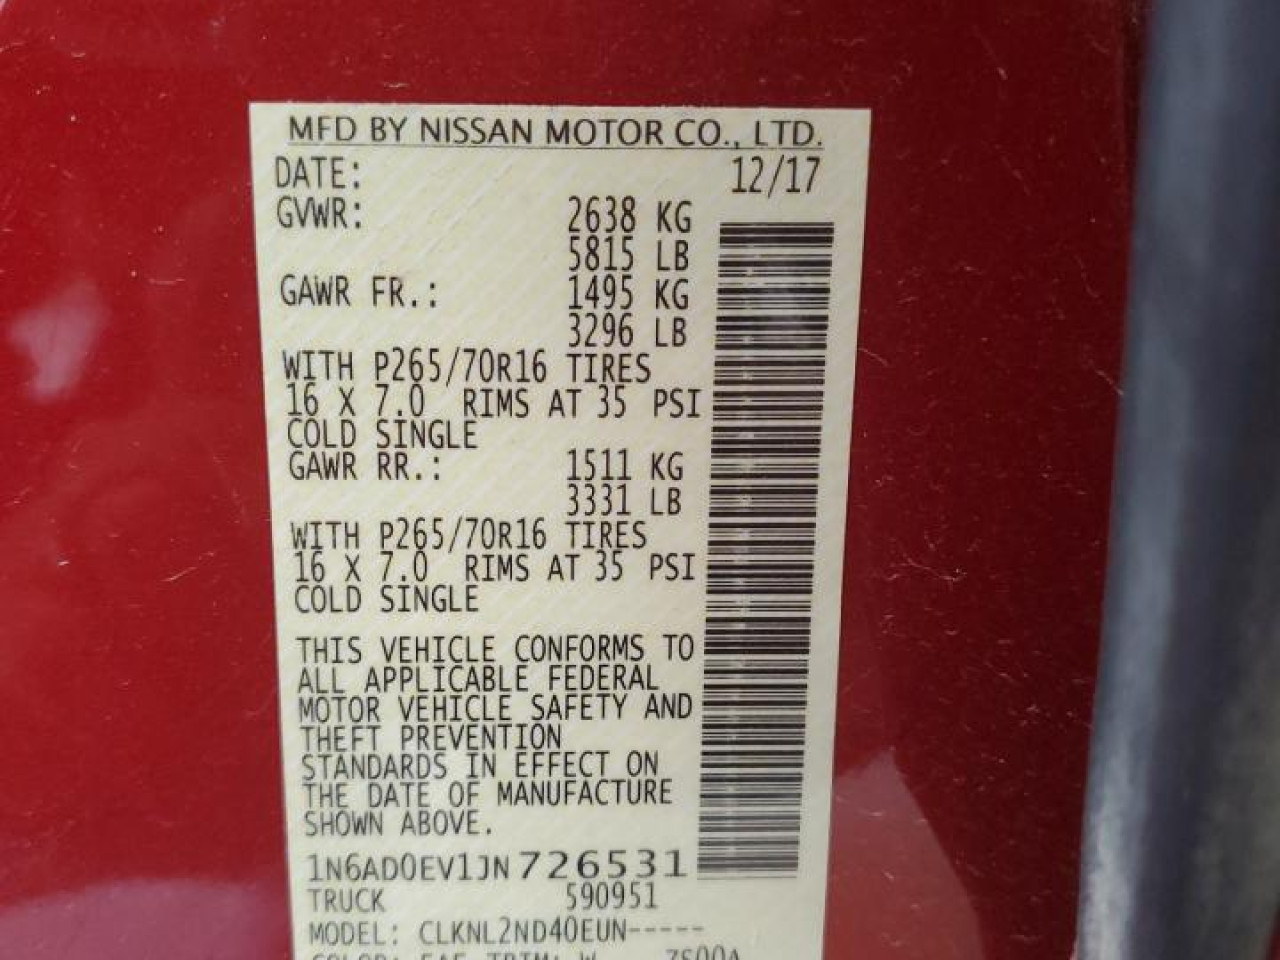 MFD BY NISSAN MOTOR CO., LTD.
DATE: 12/17
GVWR: 2638 KG
5815 LB
GAWR FR.: 1495 KG
3296 LB
WITH P265/70R16 TIRES
16 X 7.0 RIMS AT 35 PSI
COLD SINGLE
GAWR RR.: 1511 KG
3331 LB
WITH P265/70R16 TIRES
16 X 7.0 RIMS AT 35 PSI
COLD SINGLE
THIS VEHICLE CONFORMS TO
ALL APPLICABLE FEDERAL
MOTOR VEHICLE SAFETY AND
THEFT PREVENTION
STANDARDS IN EFFECT ON
THE DATE OF MANUFACTURE
SHOWN ABOVE.
1N6AD0EV1JN726531
TRUCK 590951
MODEL: CLKNL2ND40EUN-----
COLOR: TRIM: W